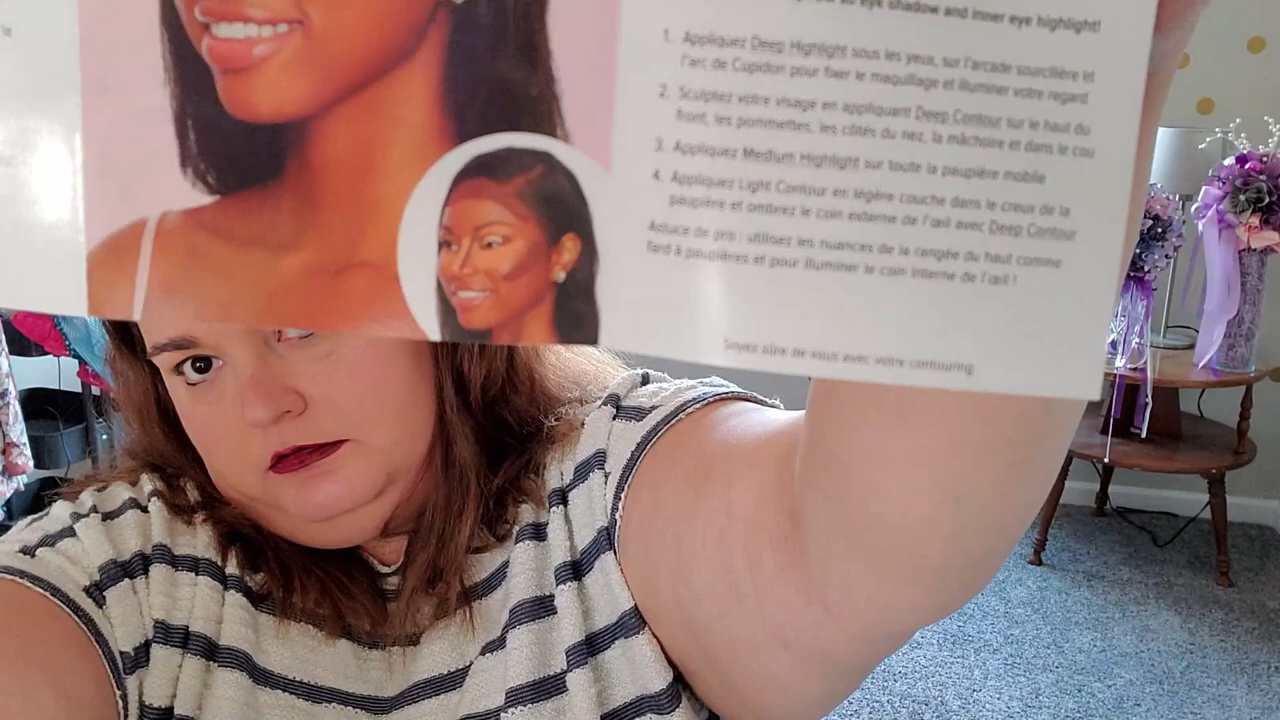 eye shadow and inner eye highlight!
1. Appliquez Deep Highlight sous les yeux, sur l'arcade sourcilière et
l'arc de Cupidon pour fixer le maquillage et illuminer votre regard
2. Sculptez votre visage en appliquant Deep Contour sur le haut du
front, les pommettes, les côtés du nez, la mâchoire et dans le cou
3. Appliquez Medium Highlight sur toute la paupière mobile
4. Appliquez Light Contour en légère couche dans le creux de la
paupière et ombrez le coin externe de l'œil avec Deep Contour
Astuce de pro : utilisez les nuances de la rangée du haut comme
fard à paupières et pour illuminer le coin interne de l'œil !
Soyez sûre de vous avec votre contouring